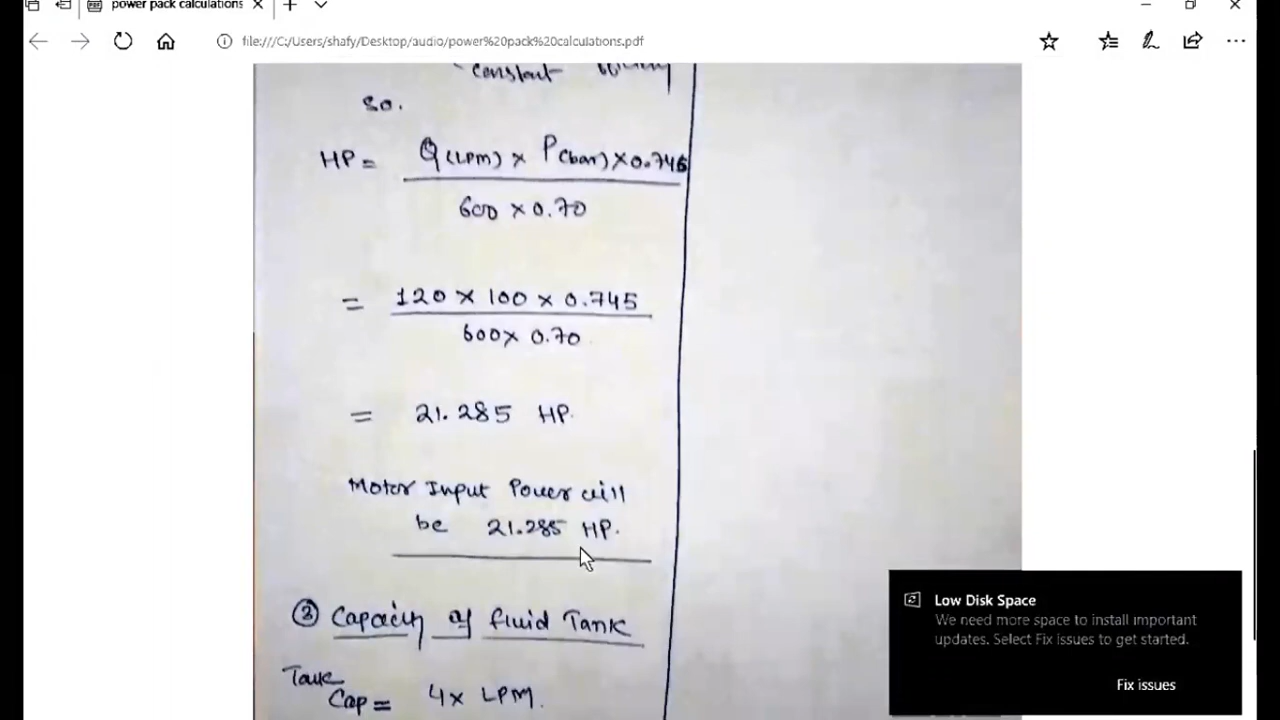 power pack calculations
file:///C:/Users/shafy/Desktop/audio/power%20pack%20calculations.pdf
constant
so.
HP = Q(LPM) × P(bar) × 0.746
600 × 0.70
= 120 × 100 × 0.745
600 × 0.70
= 21.285 HP.
Motor Input Power will
be 21.285 HP.
② Capacity of fluid Tank
Tank
Cap = 4 × LPM.
Low Disk Space
We need more space to install important
updates. Select Fix issues to get started.
Fix issues